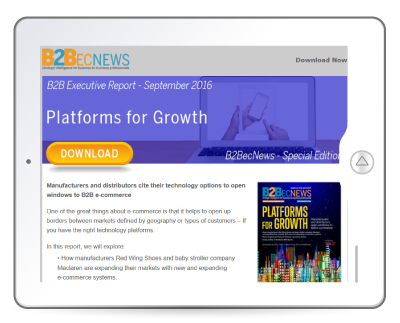 B2BECNEWS
Download Now
B2B Executive Report - September 2016
Platforms for Growth
DOWNLOAD
B2BecNews - Special Edition
Manufacturers and distributors cite their technology options to open
windows to B2B e-commerce
One of the great things about e-commerce is that it helps to open up
borders between markets defined by geography or types of customers – If
you have the right technology platforms.
In this report, we will explore:
• How manufacturers Red Wing Shoes and baby stroller company
Maclaren are expanding their markets with new and expanding
e-commerce systems.
B2BECNEWS
PLATFORMS
FOR GROWTH